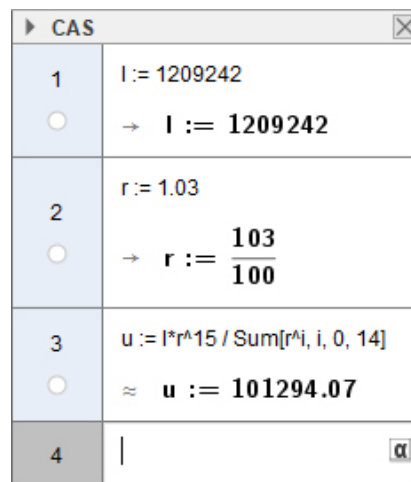 CAS
1
l := 1209242
→ l := 1209242
2
r := 1.03
→ r := 103/100
3
u := l*r^15 / Sum[r^i, i, 0, 14]
≈ u := 101294.07
4
α